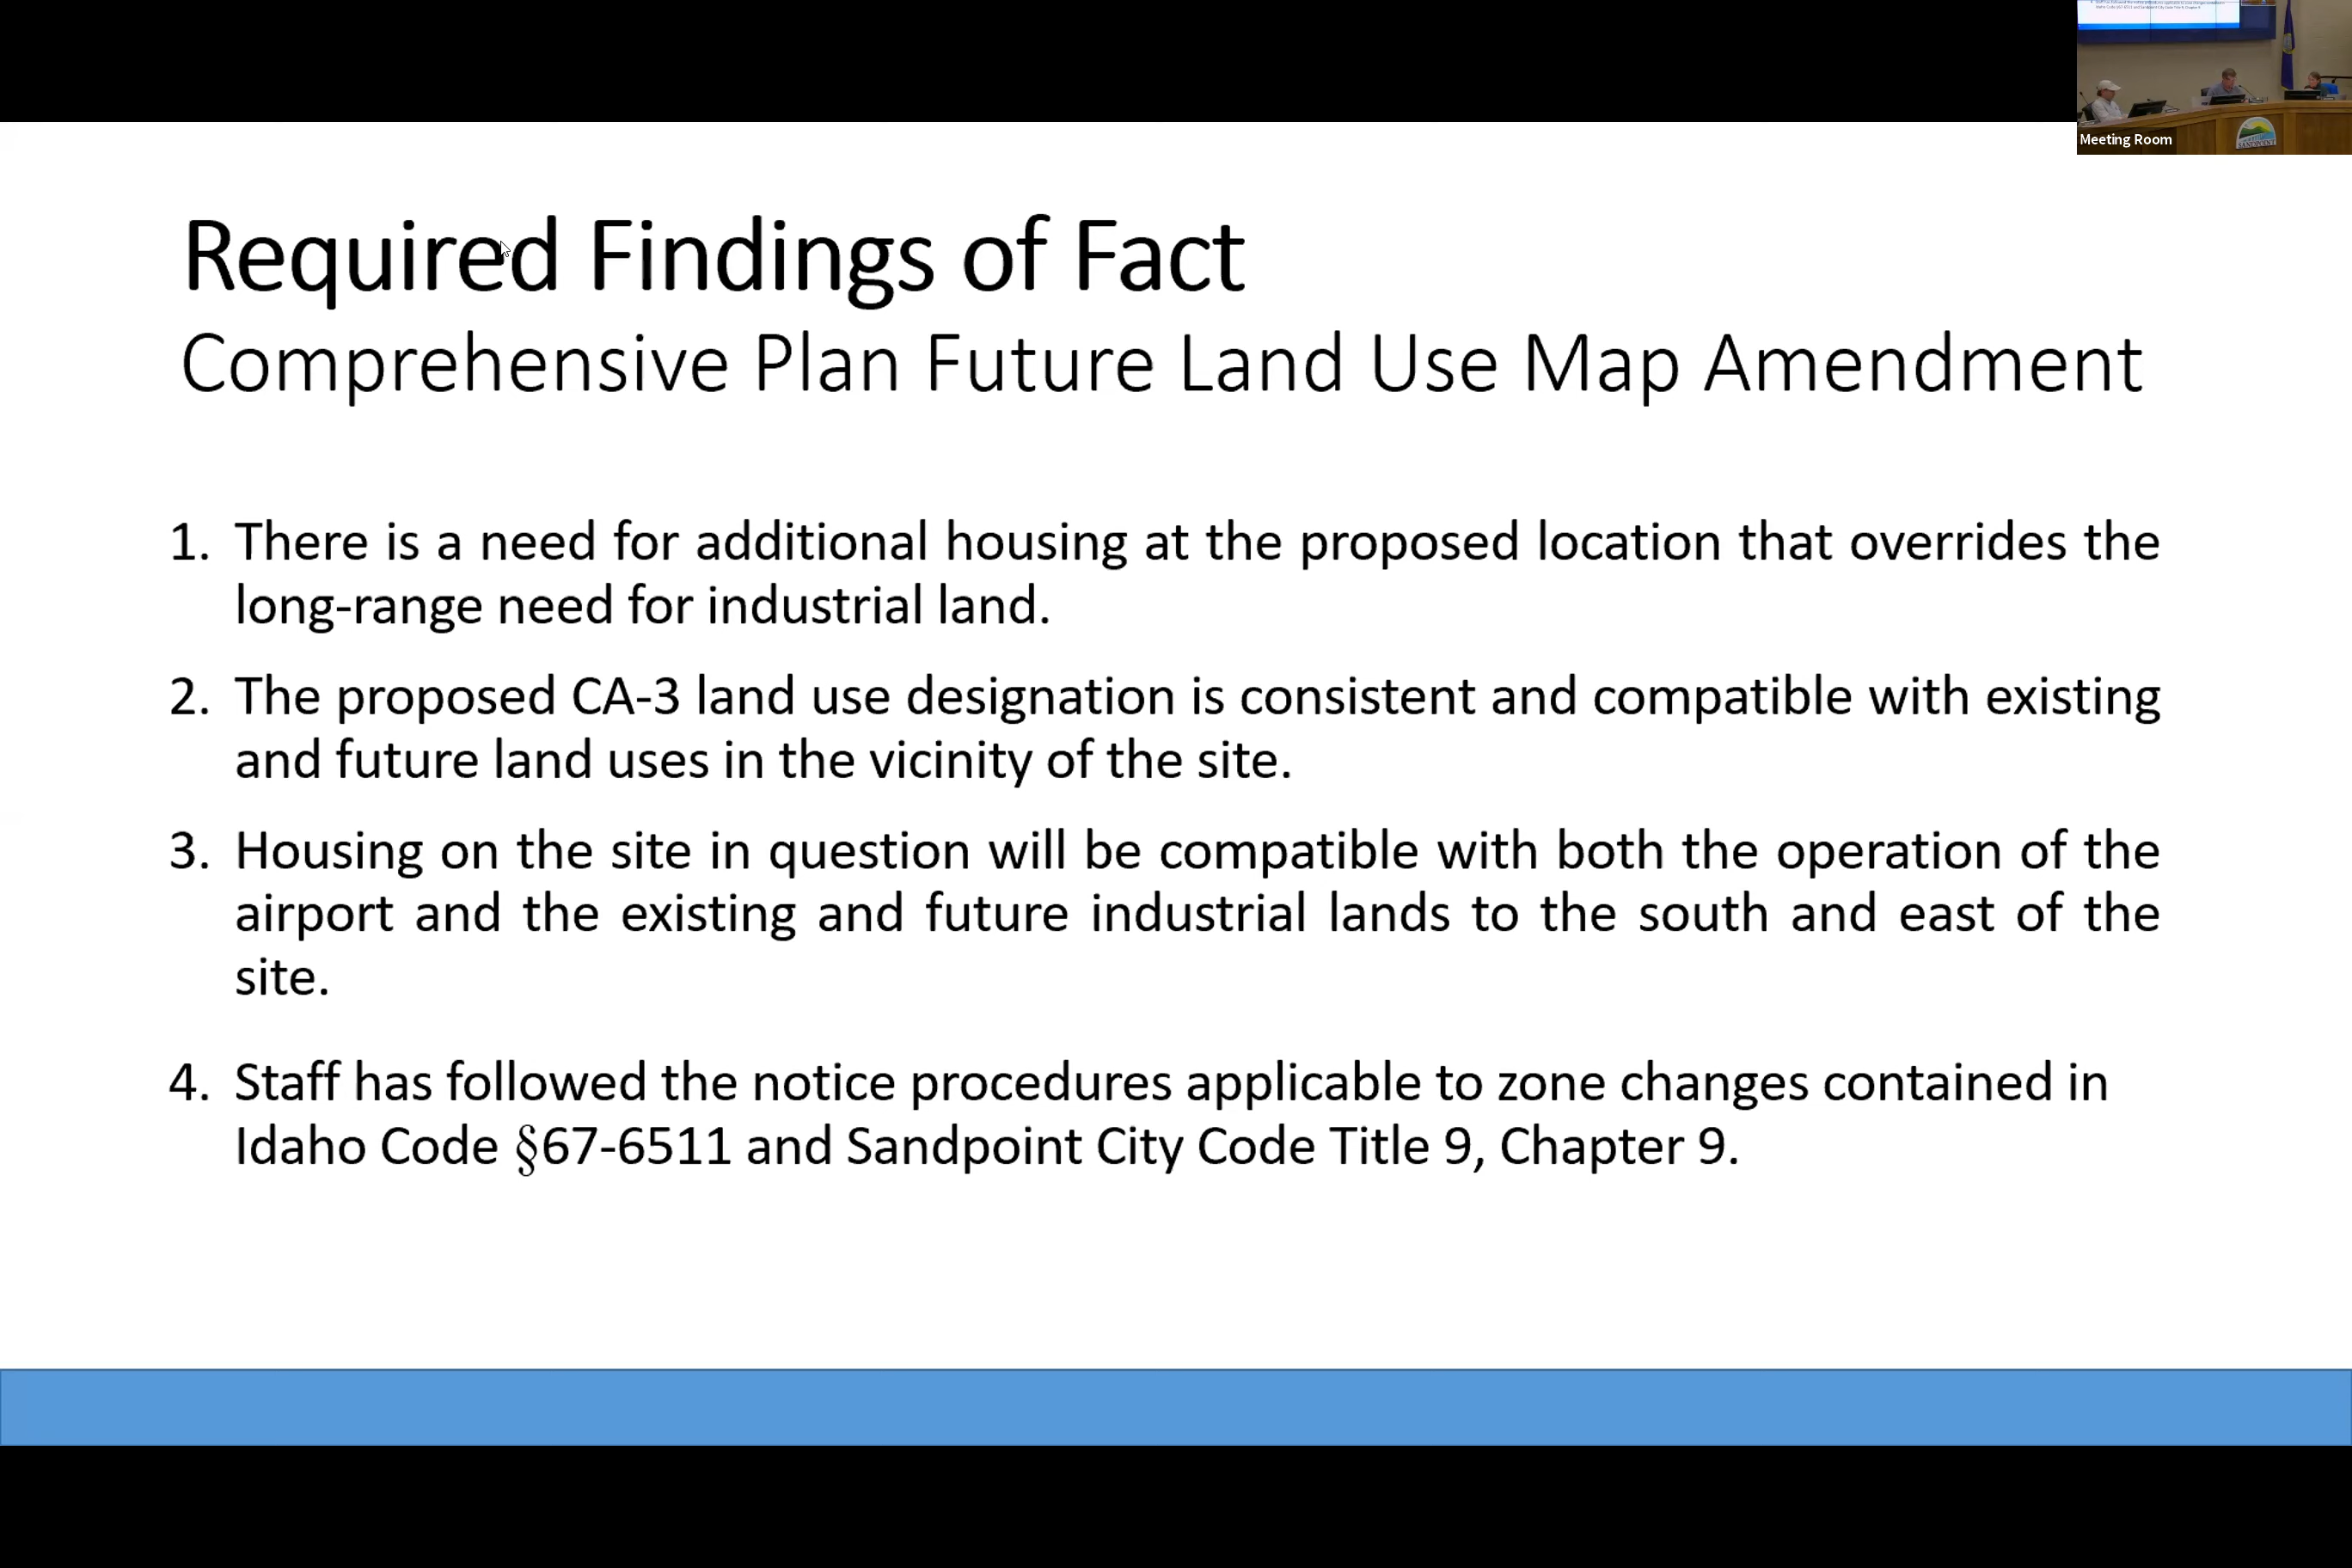 Meeting Room
SANDPOINT
Required Findings of Fact
Comprehensive Plan Future Land Use Map Amendment
1. There is a need for additional housing at the proposed location that overrides the
long-range need for industrial land.
2. The proposed CA-3 land use designation is consistent and compatible with existing
and future land uses in the vicinity of the site.
3. Housing on the site in question will be compatible with both the operation of the
airport and the existing and future industrial lands to the south and east of the
site.
4. Staff has followed the notice procedures applicable to zone changes contained in
Idaho Code §67-6511 and Sandpoint City Code Title 9, Chapter 9.